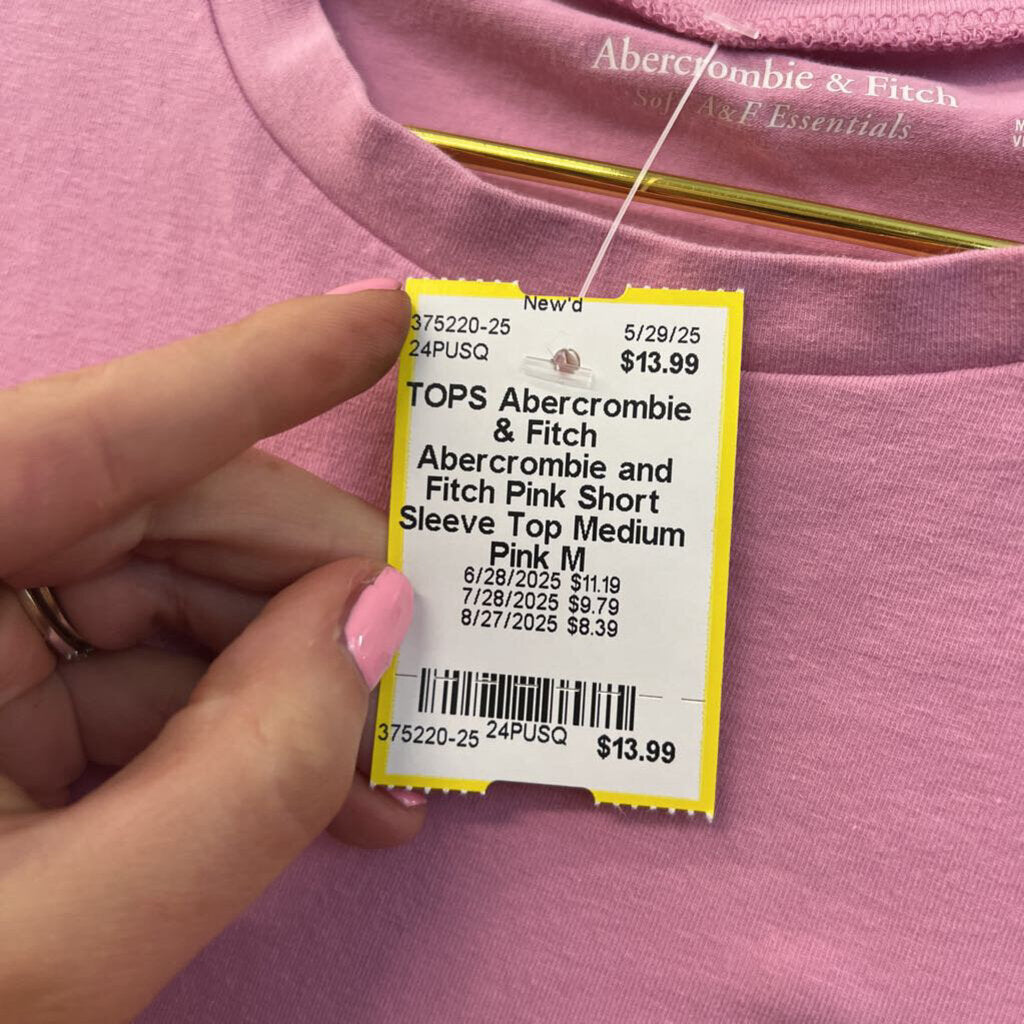 Abercrombie & Fitch
Soft A&F Essentials
New'd
375220-25 5/29/25
24PUSQ $13.99
TOPS Abercrombie
& Fitch
Abercrombie and
Fitch Pink Short
Sleeve Top Medium
Pink M
6/28/2025 $11.19
7/28/2025 $9.79
8/27/2025 $8.39
375220-25 24PUSQ $13.99